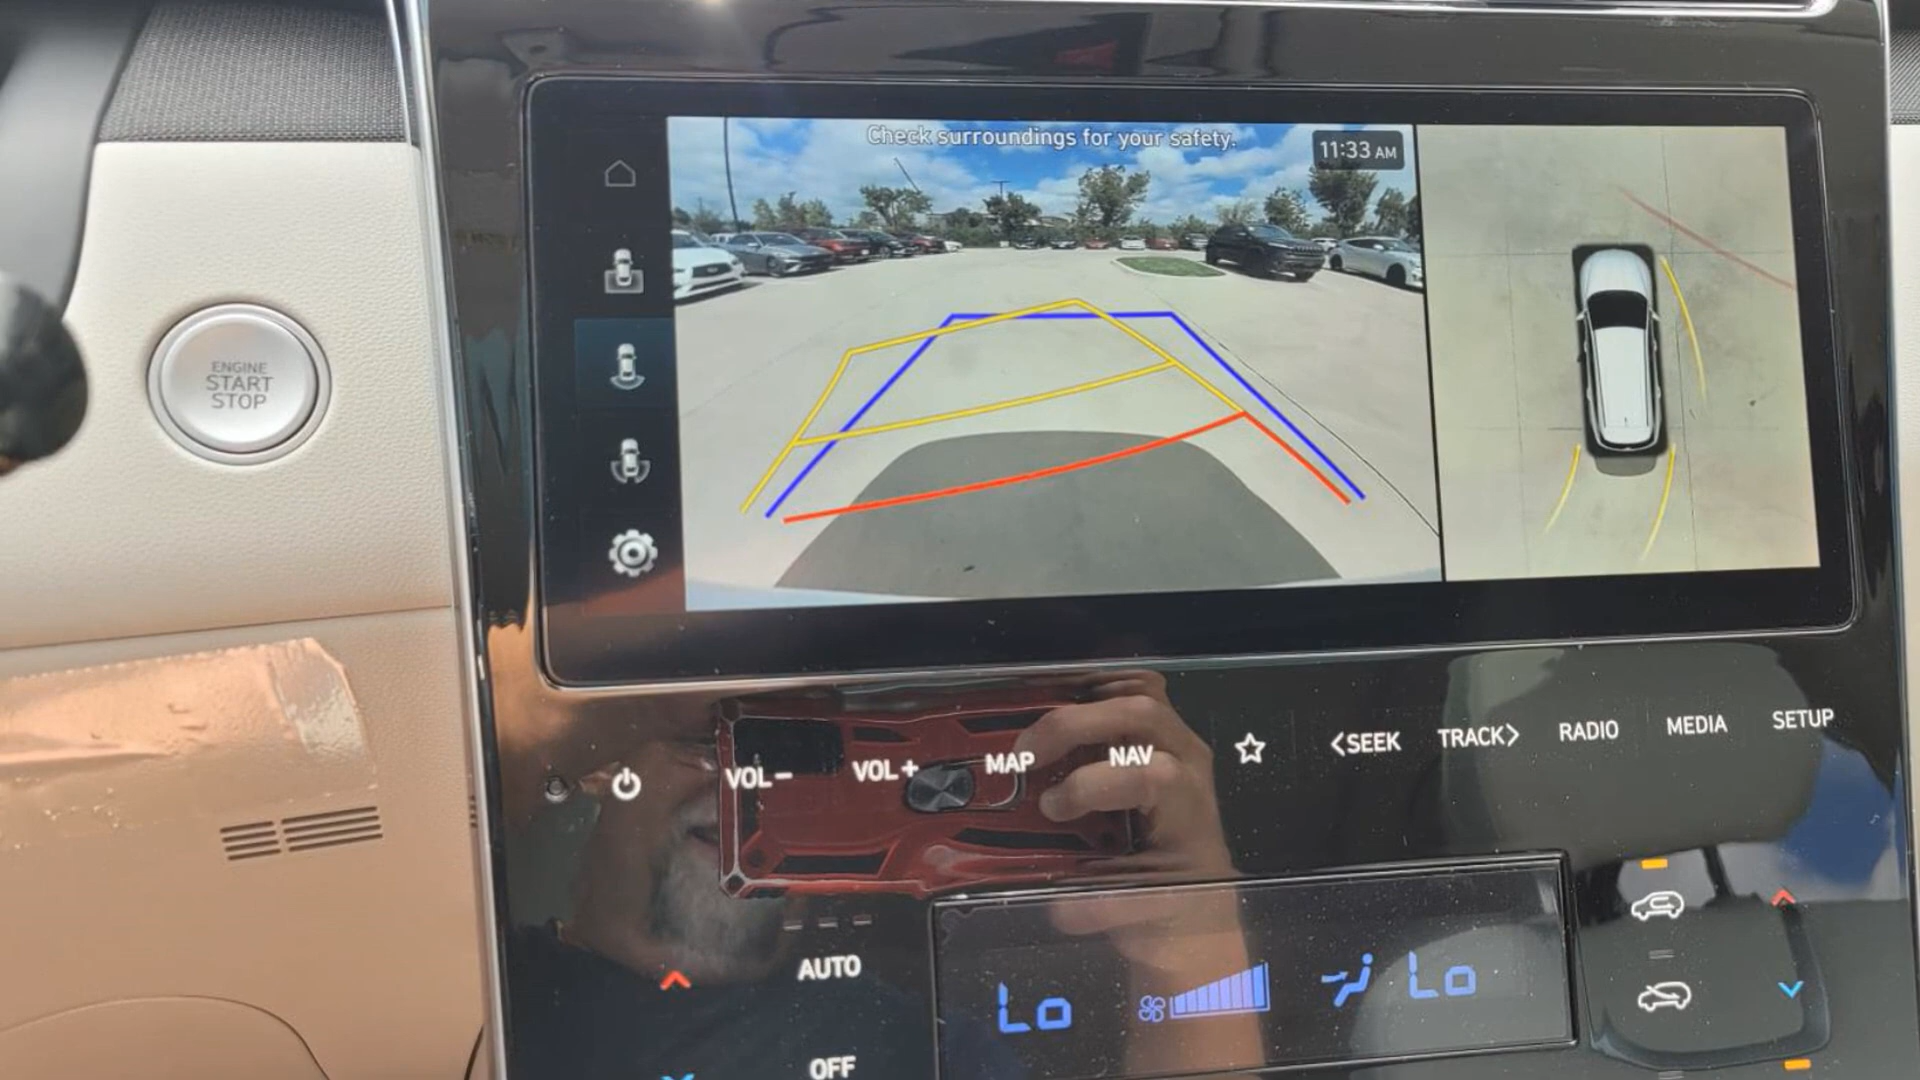 Check surroundings for your safety.
11:33 AM
ENGINE
START
STOP
VOL−
VOL+
MAP
NAV
<SEEK
TRACK>
RADIO
MEDIA
SETUP
AUTO
Lo
Lo
OFF